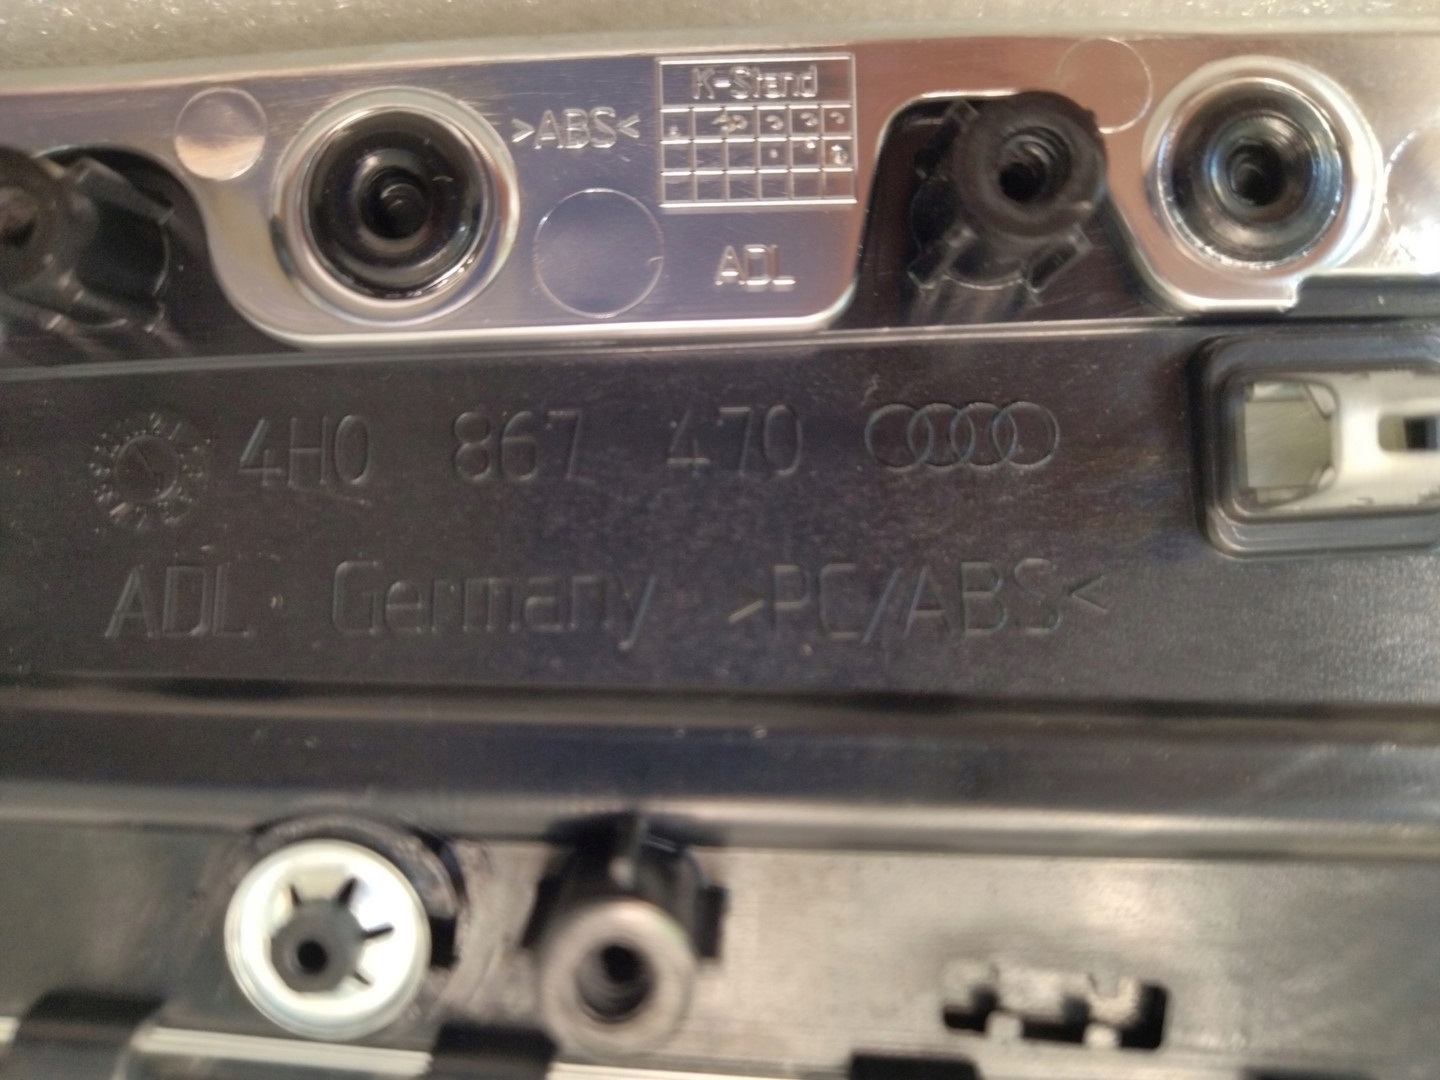 >ABS<
K-Stand
ADL
4H0 867 470
ADL Germany >PC/ABS<